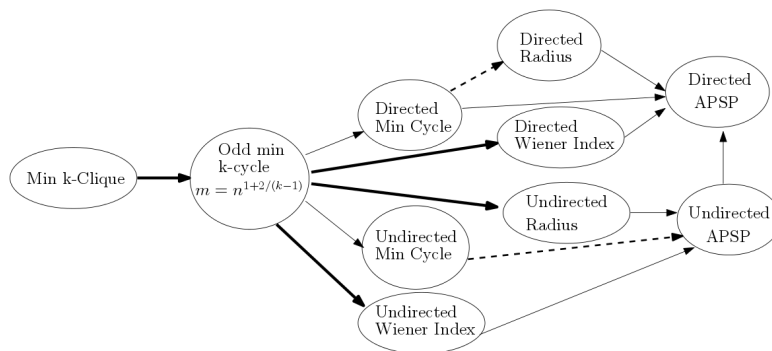 Directed
Radius
Directed
APSP
Directed
Min Cycle
Directed
Wiener Index
Odd min
k-cycle
m = n^{1+2/(k−1)}
Min k-Clique
Undirected
Radius
Undirected
APSP
Undirected
Min Cycle
Undirected
Wiener Index